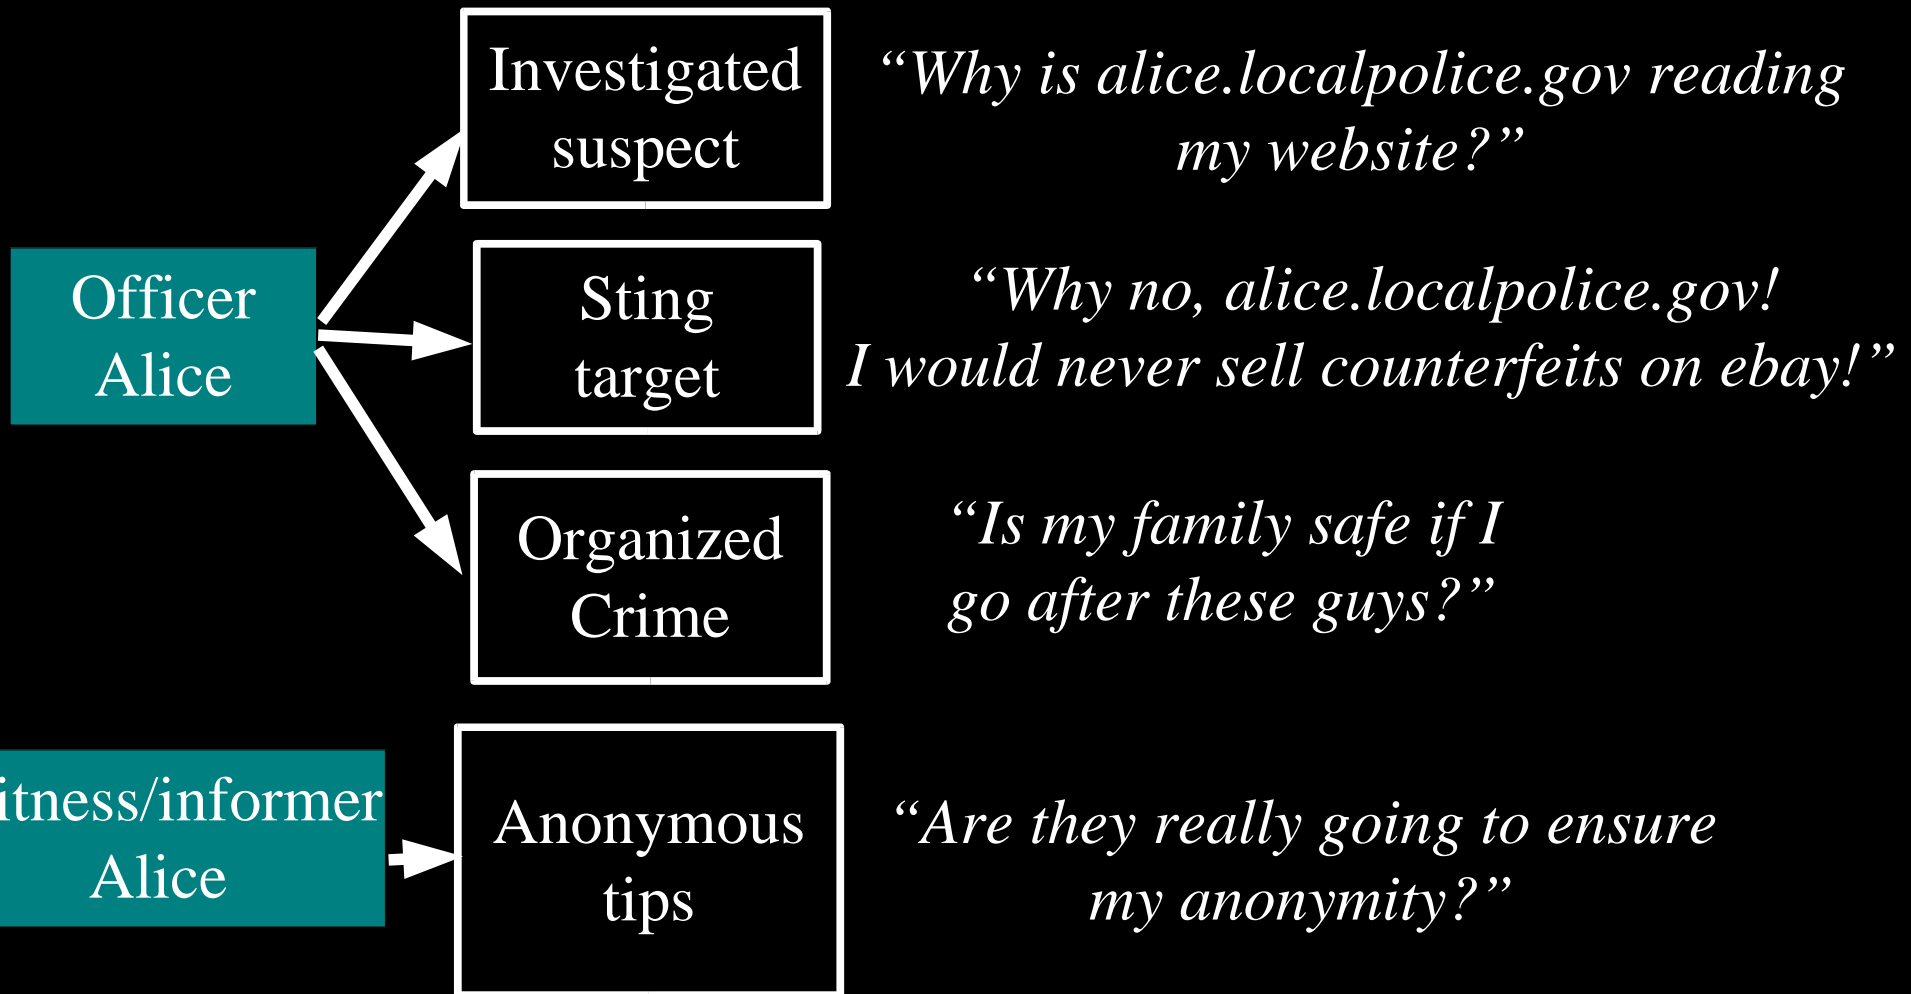 Investigated
suspect
“Why is alice.localpolice.gov reading
my website?”
Officer
Alice
Sting
target
“Why no, alice.localpolice.gov!
I would never sell counterfeits on ebay!”
Organized
Crime
“Is my family safe if I
go after these guys?”
itness/informer
Alice
Anonymous
tips
“Are they really going to ensure
my anonymity?”